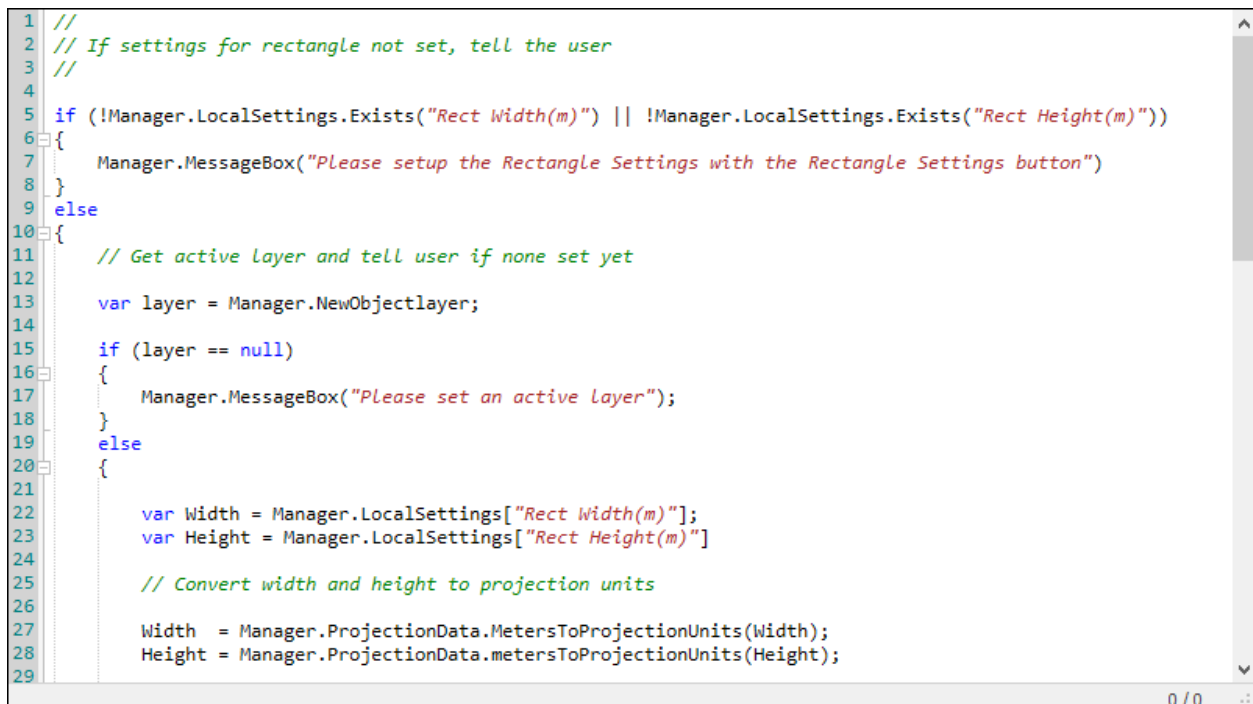 1 //
2 // If settings for rectangle not set, tell the user
3 //
4
5 if (!Manager.LocalSettings.Exists("Rect Width(m)") || !Manager.LocalSettings.Exists("Rect Height(m)"))
6 {
7     Manager.MessageBox("Please setup the Rectangle Settings with the Rectangle Settings button")
8 }
9 else
10 {
11     // Get active layer and tell user if none set yet
12
13     var layer = Manager.NewObjectlayer;
14
15     if (layer == null)
16     {
17         Manager.MessageBox("Please set an active layer");
18     }
19     else
20     {
21
22         var Width = Manager.LocalSettings["Rect Width(m)"];
23         var Height = Manager.LocalSettings["Rect Height(m)"]
24
25         // Convert width and height to projection units
26
27         Width  = Manager.ProjectionData.MetersToProjectionUnits(Width);
28         Height = Manager.ProjectionData.metersToProjectionUnits(Height);
29
0 / 0